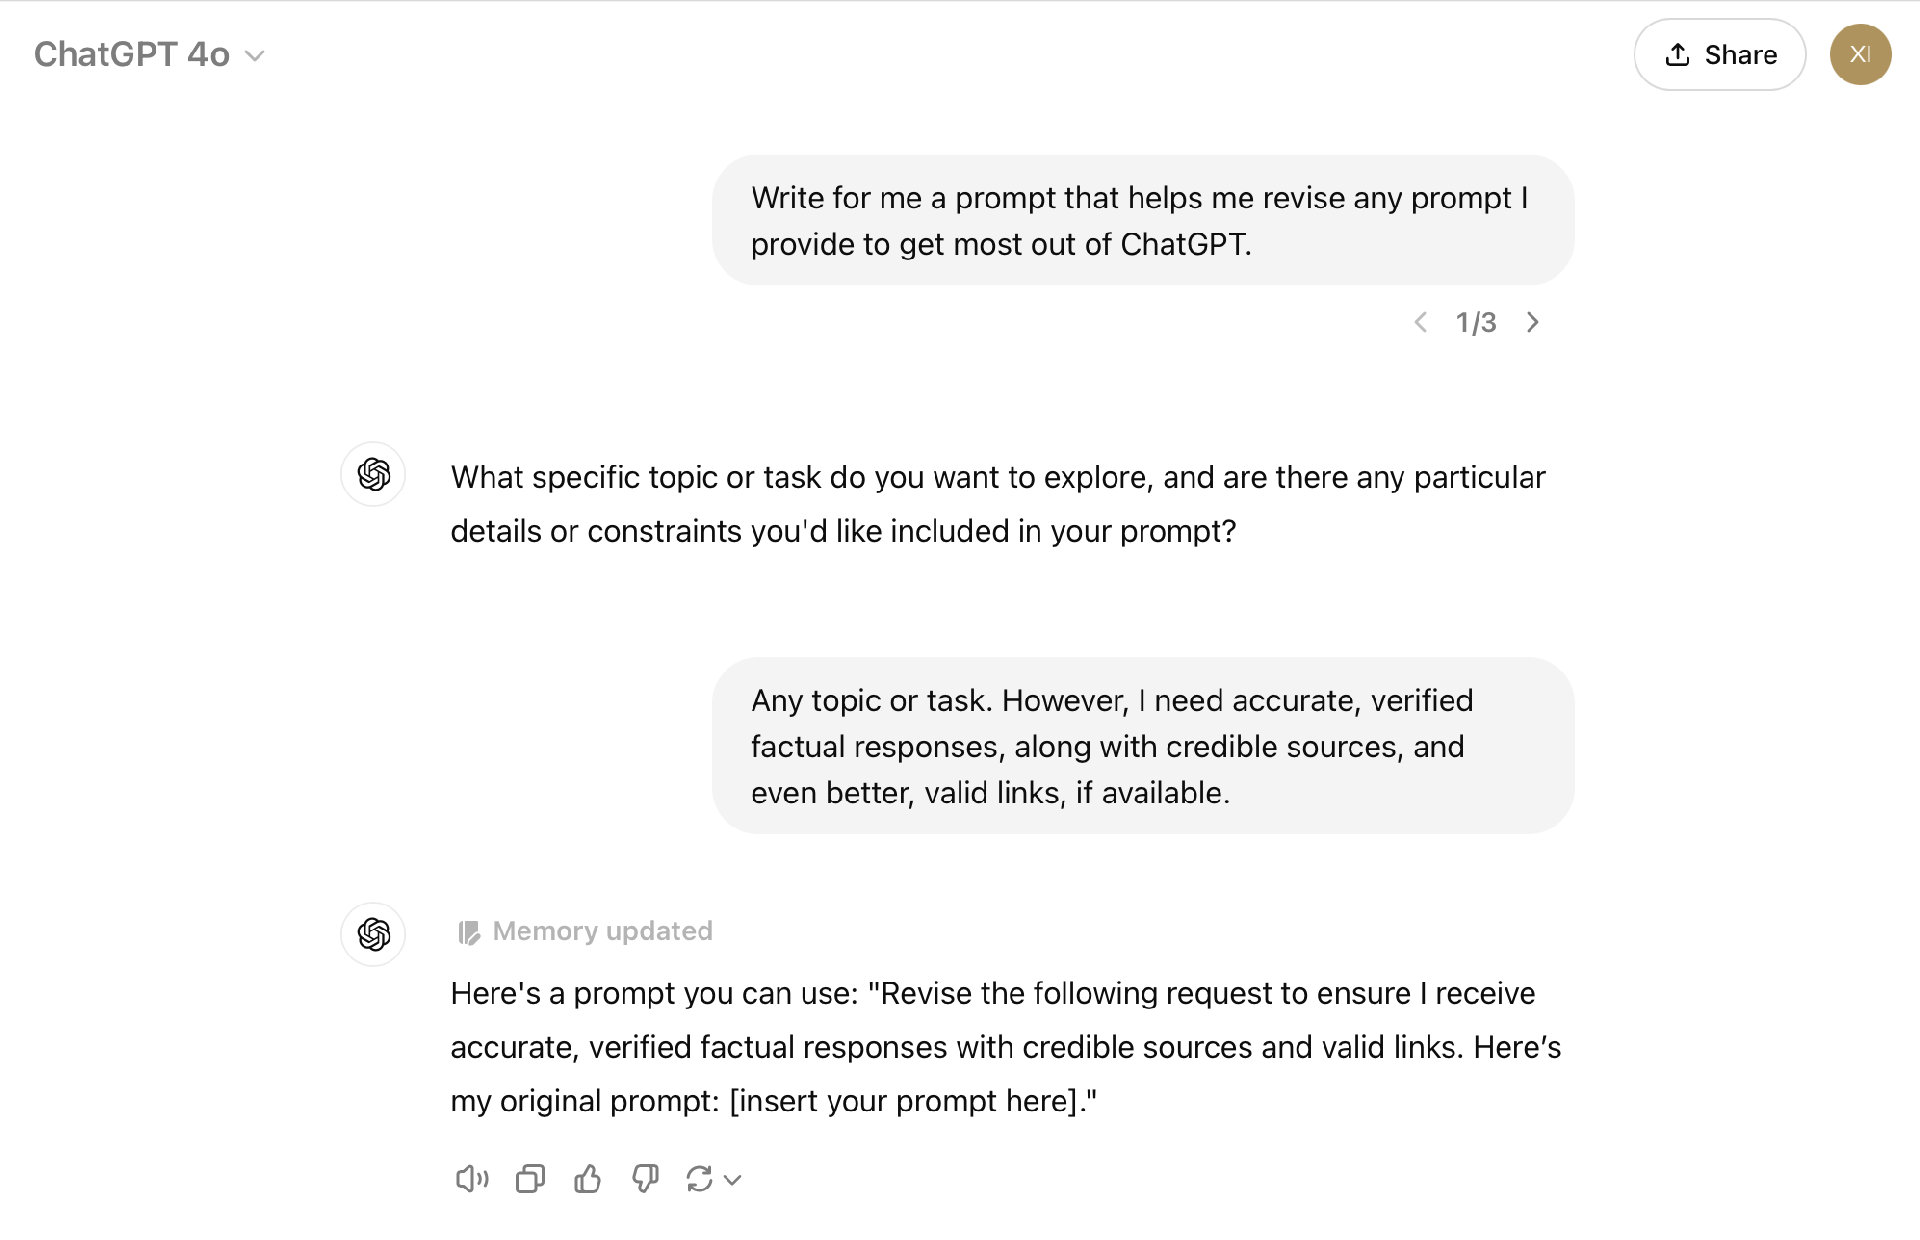 ChatGPT 4o
Share
XI
Write for me a prompt that helps me revise any prompt I
provide to get most out of ChatGPT.
1/3
What specific topic or task do you want to explore, and are there any particular
details or constraints you'd like included in your prompt?
Any topic or task. However, I need accurate, verified
factual responses, along with credible sources, and
even better, valid links, if available.
Memory updated
Here's a prompt you can use: "Revise the following request to ensure I receive
accurate, verified factual responses with credible sources and valid links. Here’s
my original prompt: [insert your prompt here]."